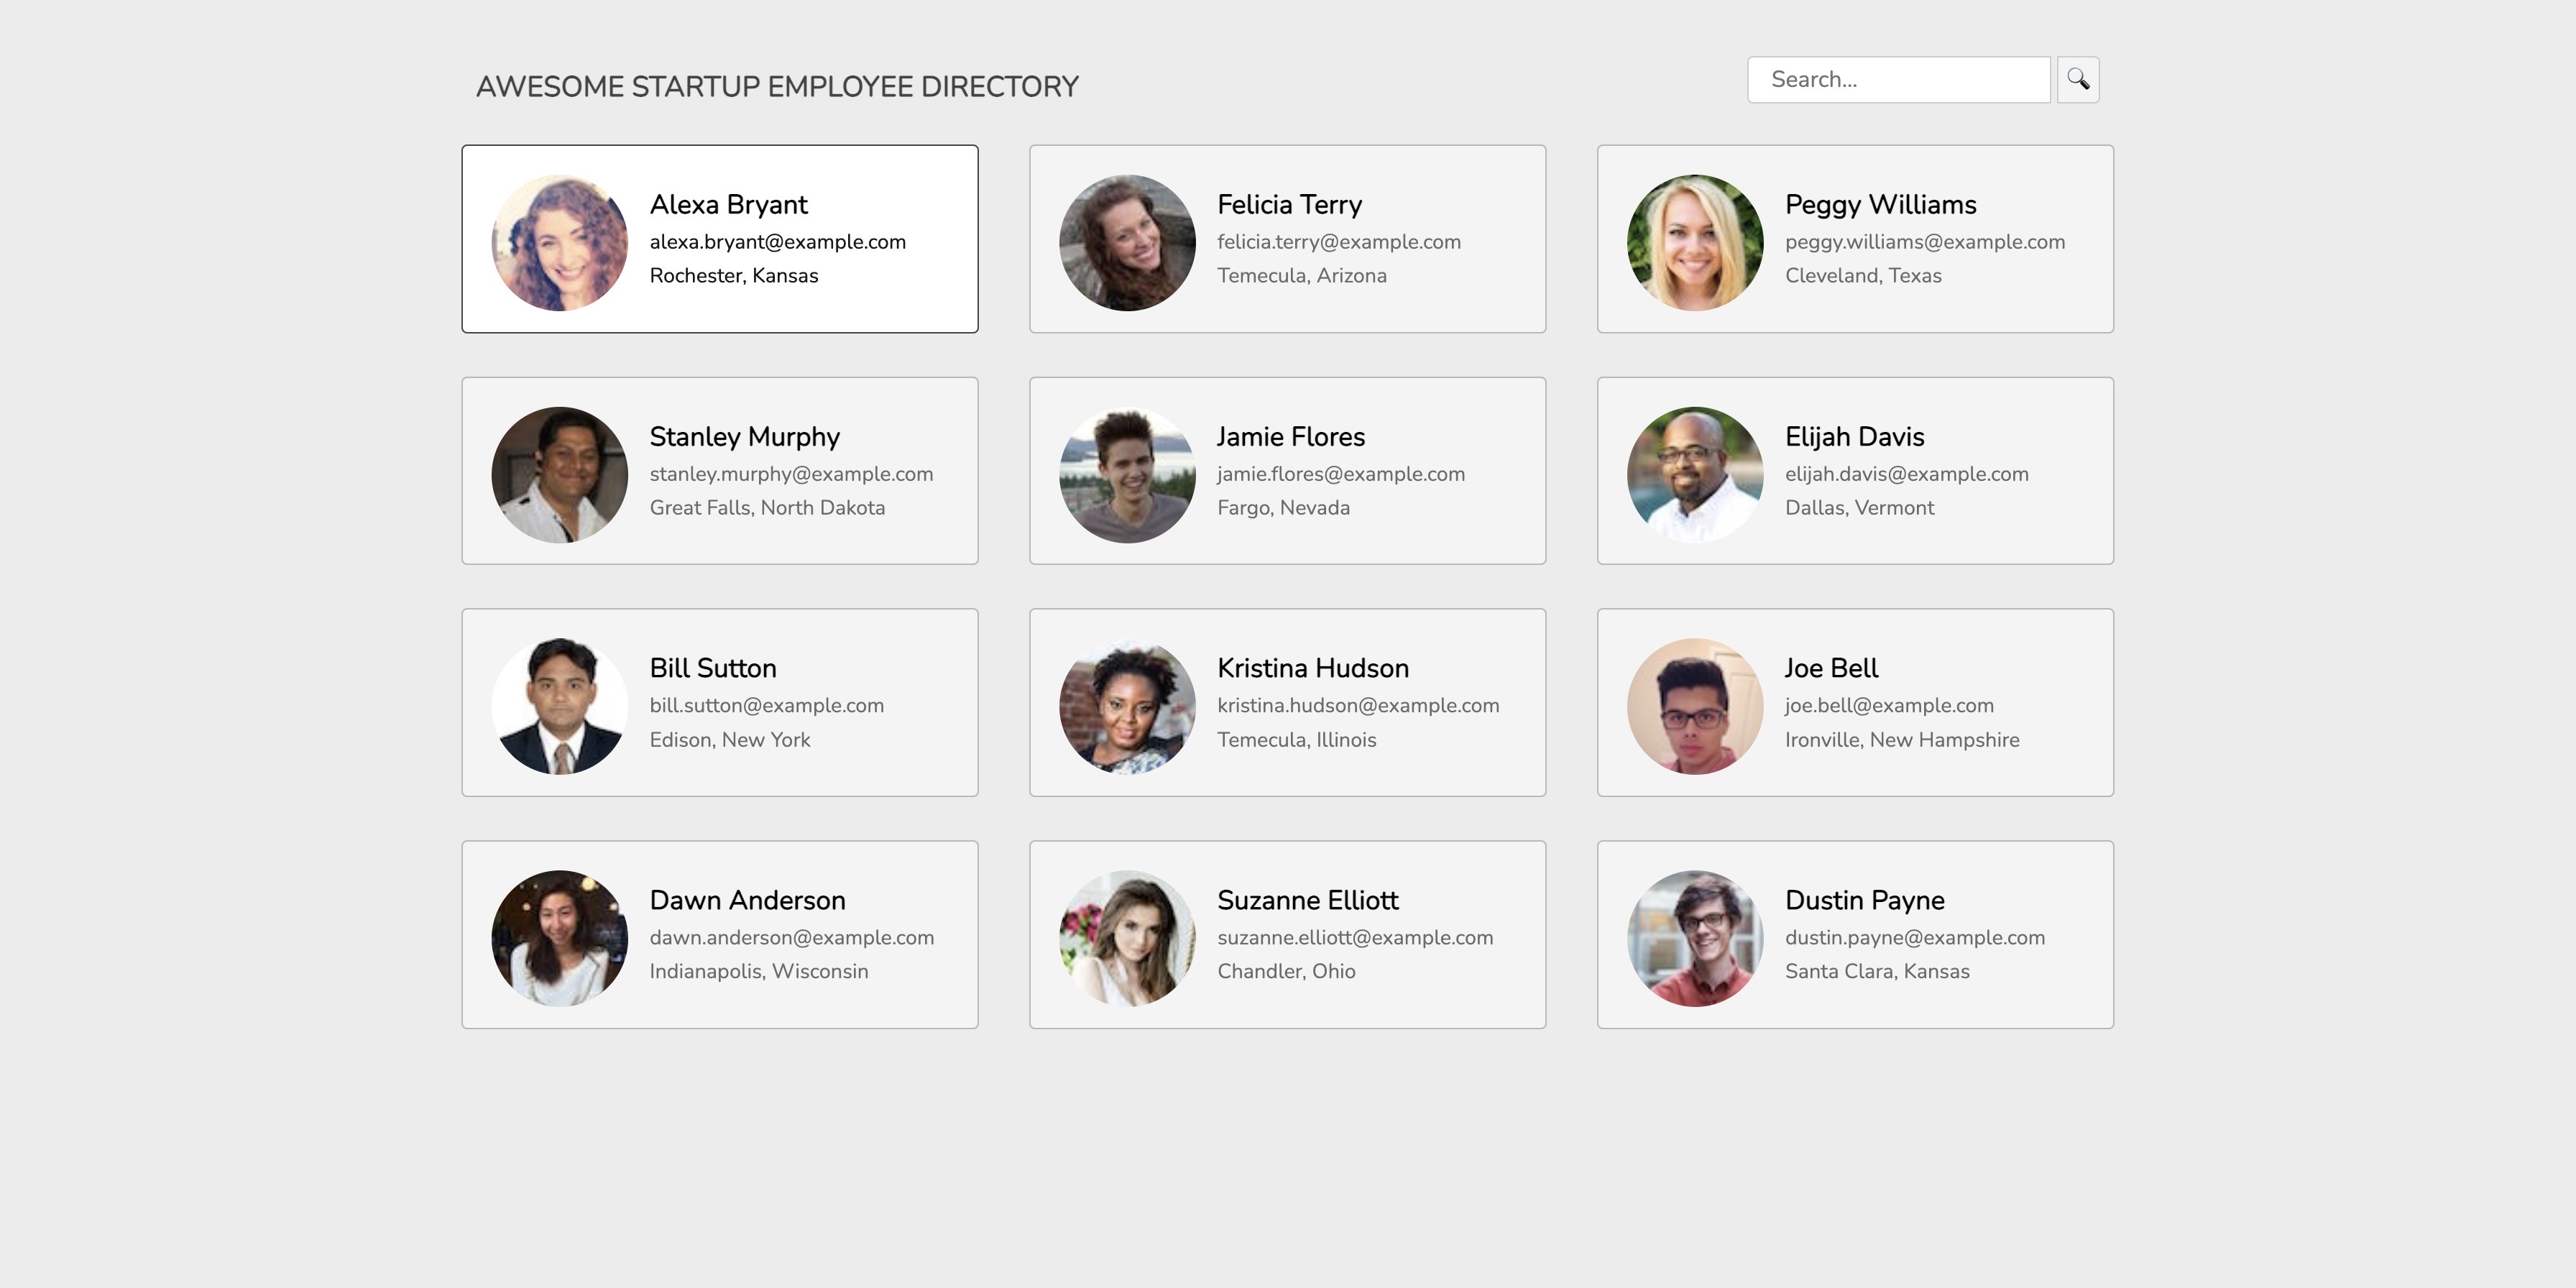 AWESOME STARTUP EMPLOYEE DIRECTORY
Search...
Alexa Bryant
alexa.bryant@example.com
Rochester, Kansas
Felicia Terry
felicia.terry@example.com
Temecula, Arizona
Peggy Williams
peggy.williams@example.com
Cleveland, Texas
Stanley Murphy
stanley.murphy@example.com
Great Falls, North Dakota
Jamie Flores
jamie.flores@example.com
Fargo, Nevada
Elijah Davis
elijah.davis@example.com
Dallas, Vermont
Bill Sutton
bill.sutton@example.com
Edison, New York
Kristina Hudson
kristina.hudson@example.com
Temecula, Illinois
Joe Bell
joe.bell@example.com
Ironville, New Hampshire
Dawn Anderson
dawn.anderson@example.com
Indianapolis, Wisconsin
Suzanne Elliott
suzanne.elliott@example.com
Chandler, Ohio
Dustin Payne
dustin.payne@example.com
Santa Clara, Kansas